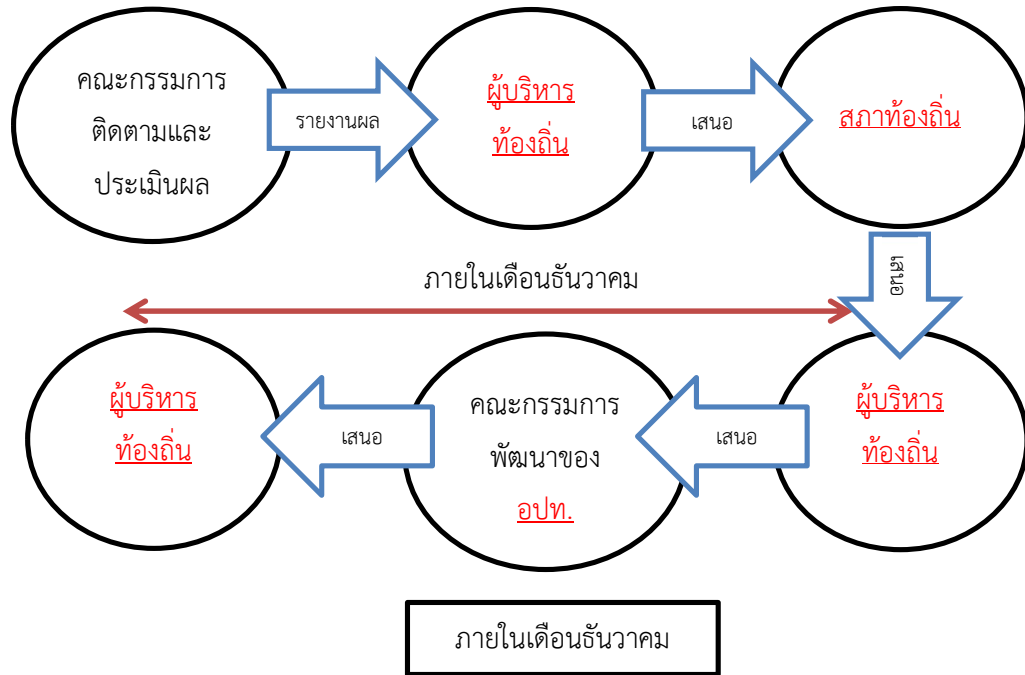 คณะกรรมการ
ติดตามและ
ประเมินผล
รายงานผล
ผู้บริหาร
ท้องถิ่น
เสนอ
สภาท้องถิ่น
เสนอ
ภายในเดือนธันวาคม
ผู้บริหาร
ท้องถิ่น
เสนอ
คณะกรรมการ
พัฒนาของ
อปท.
เสนอ
ผู้บริหาร
ท้องถิ่น
ภายในเดือนธันวาคม